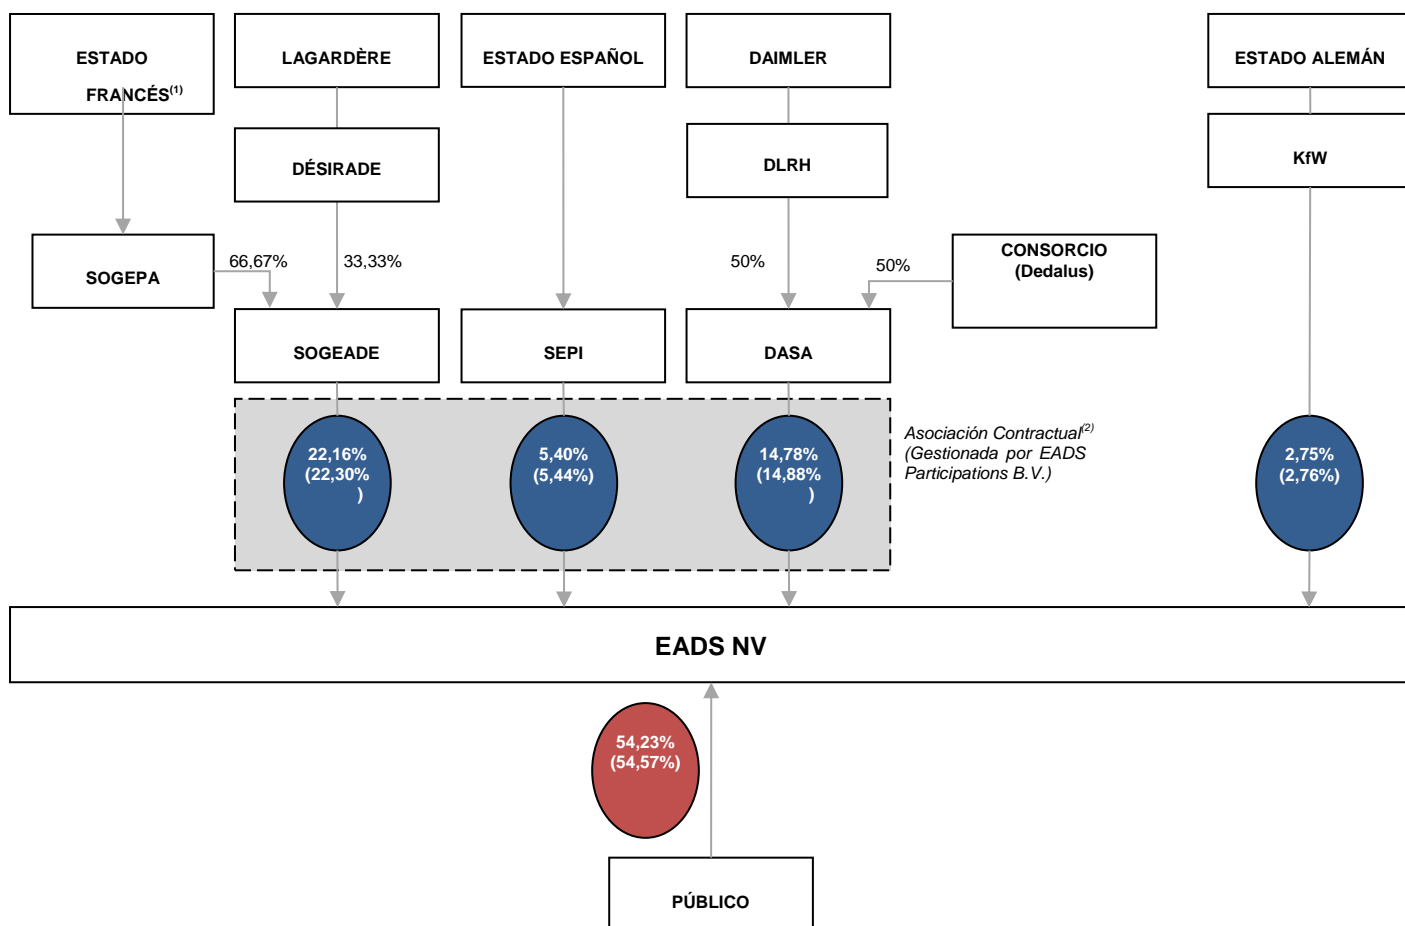 ESTADO
FRANCÉS(1)
LAGARDÈRE
ESTADO ESPAÑOL
DAIMLER
ESTADO ALEMÁN
DÉSIRADE
DLRH
KfW
SOGEPA
66,67%
33,33%
50%
50%
CONSORCIO
(Dedalus)
SOGEADE
SEPI
DASA
22,16%
(22,30%
)
5,40%
(5,44%)
14,78%
(14,88%
)
Asociación Contractual(2)
(Gestionada por EADS
Participations B.V.)
2,75%
(2,76%)
EADS NV
54,23%
(54,57%)
PÚBLICO